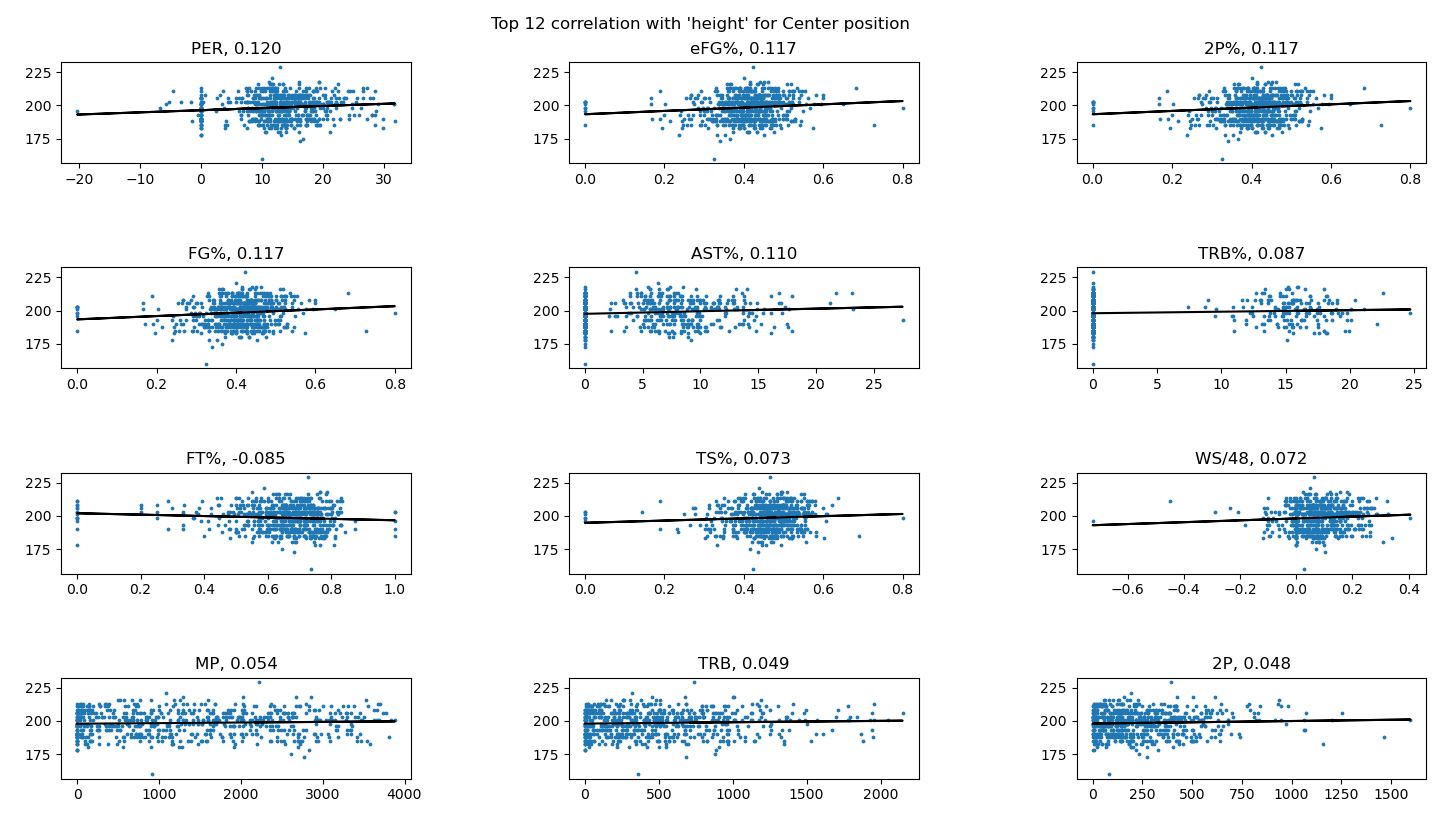 Top 12 correlation with 'height' for Center position
PER, 0.120
225
200
175
−20 −10 0 10 20 30
eFG%, 0.117
225
200
175
0.0 0.2 0.4 0.6 0.8
2P%, 0.117
225
200
175
0.0 0.2 0.4 0.6 0.8
FG%, 0.117
225
200
175
0.0 0.2 0.4 0.6 0.8
AST%, 0.110
225
200
175
0 5 10 15 20 25
TRB%, 0.087
225
200
175
0 5 10 15 20 25
FT%, -0.085
225
200
175
0.0 0.2 0.4 0.6 0.8 1.0
TS%, 0.073
225
200
175
0.0 0.2 0.4 0.6 0.8
WS/48, 0.072
225
200
175
−0.6 −0.4 −0.2 0.0 0.2 0.4
MP, 0.054
225
200
175
0 1000 2000 3000 4000
TRB, 0.049
225
200
175
0 500 1000 1500 2000
2P, 0.048
225
200
175
0 250 500 750 1000 1250 1500